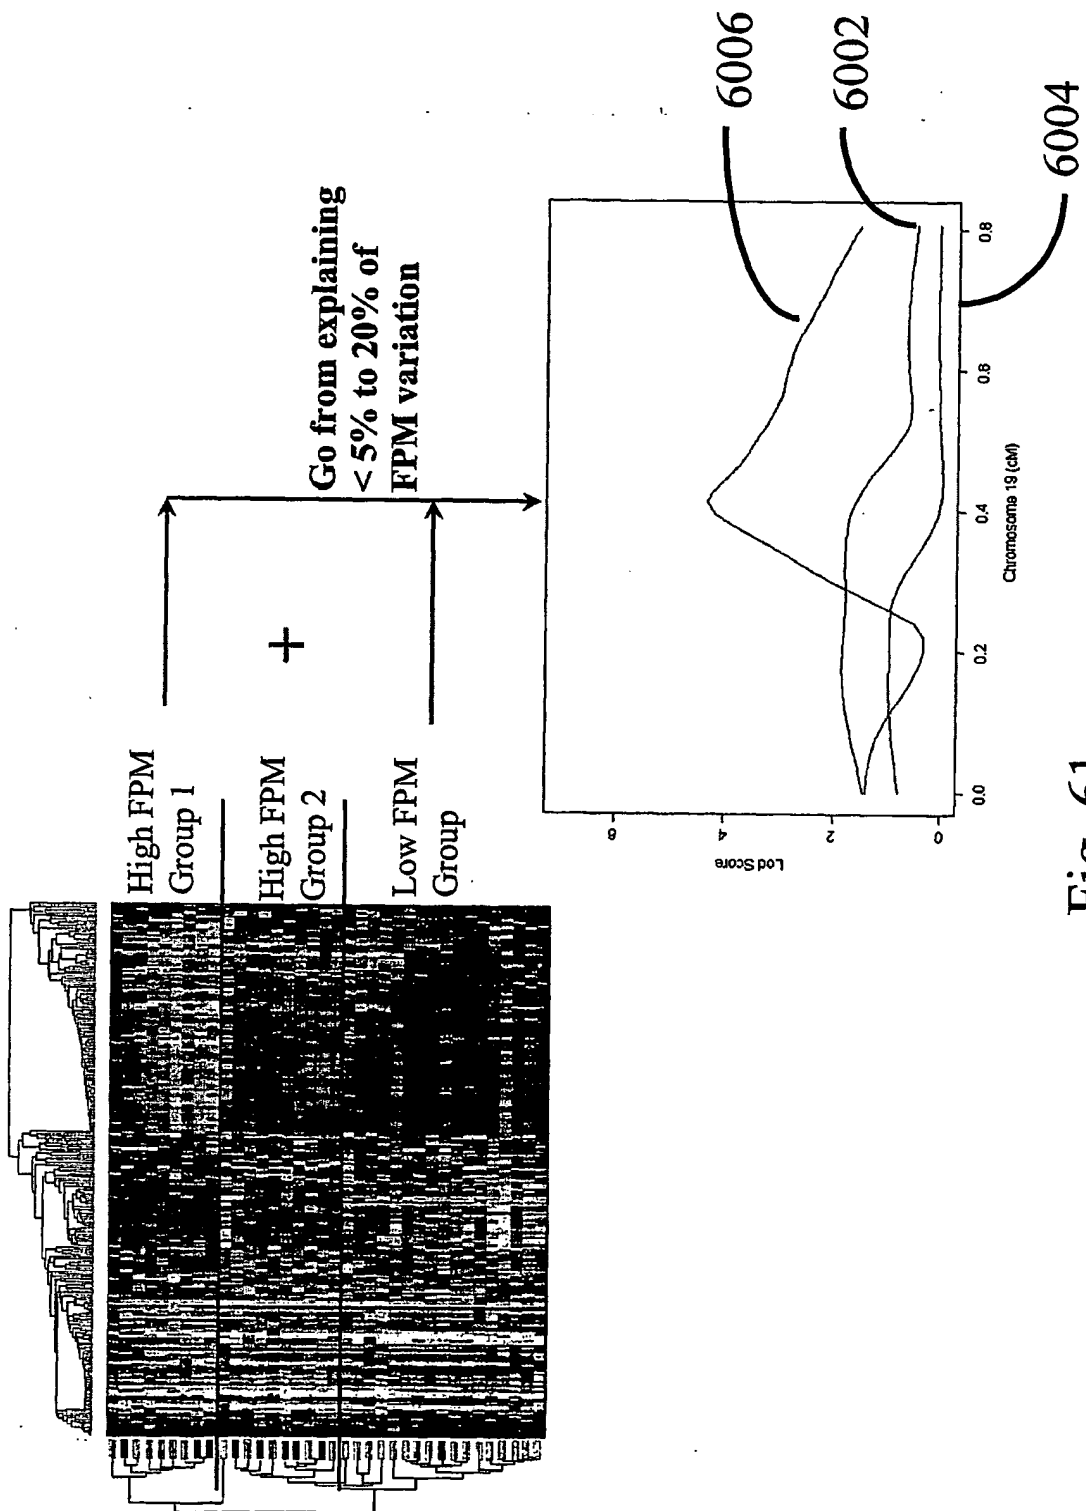 High FPM
Group 1
High FPM
Group 2
Low FPM
Group
+
Go from explaining
<5% to 20% of
FPM variation
Lod Score
6
4
2
0
0.0
0.2
0.4
0.6
0.8
Chromosome 19 (cM)
6006
6002
6004
Fig. 61